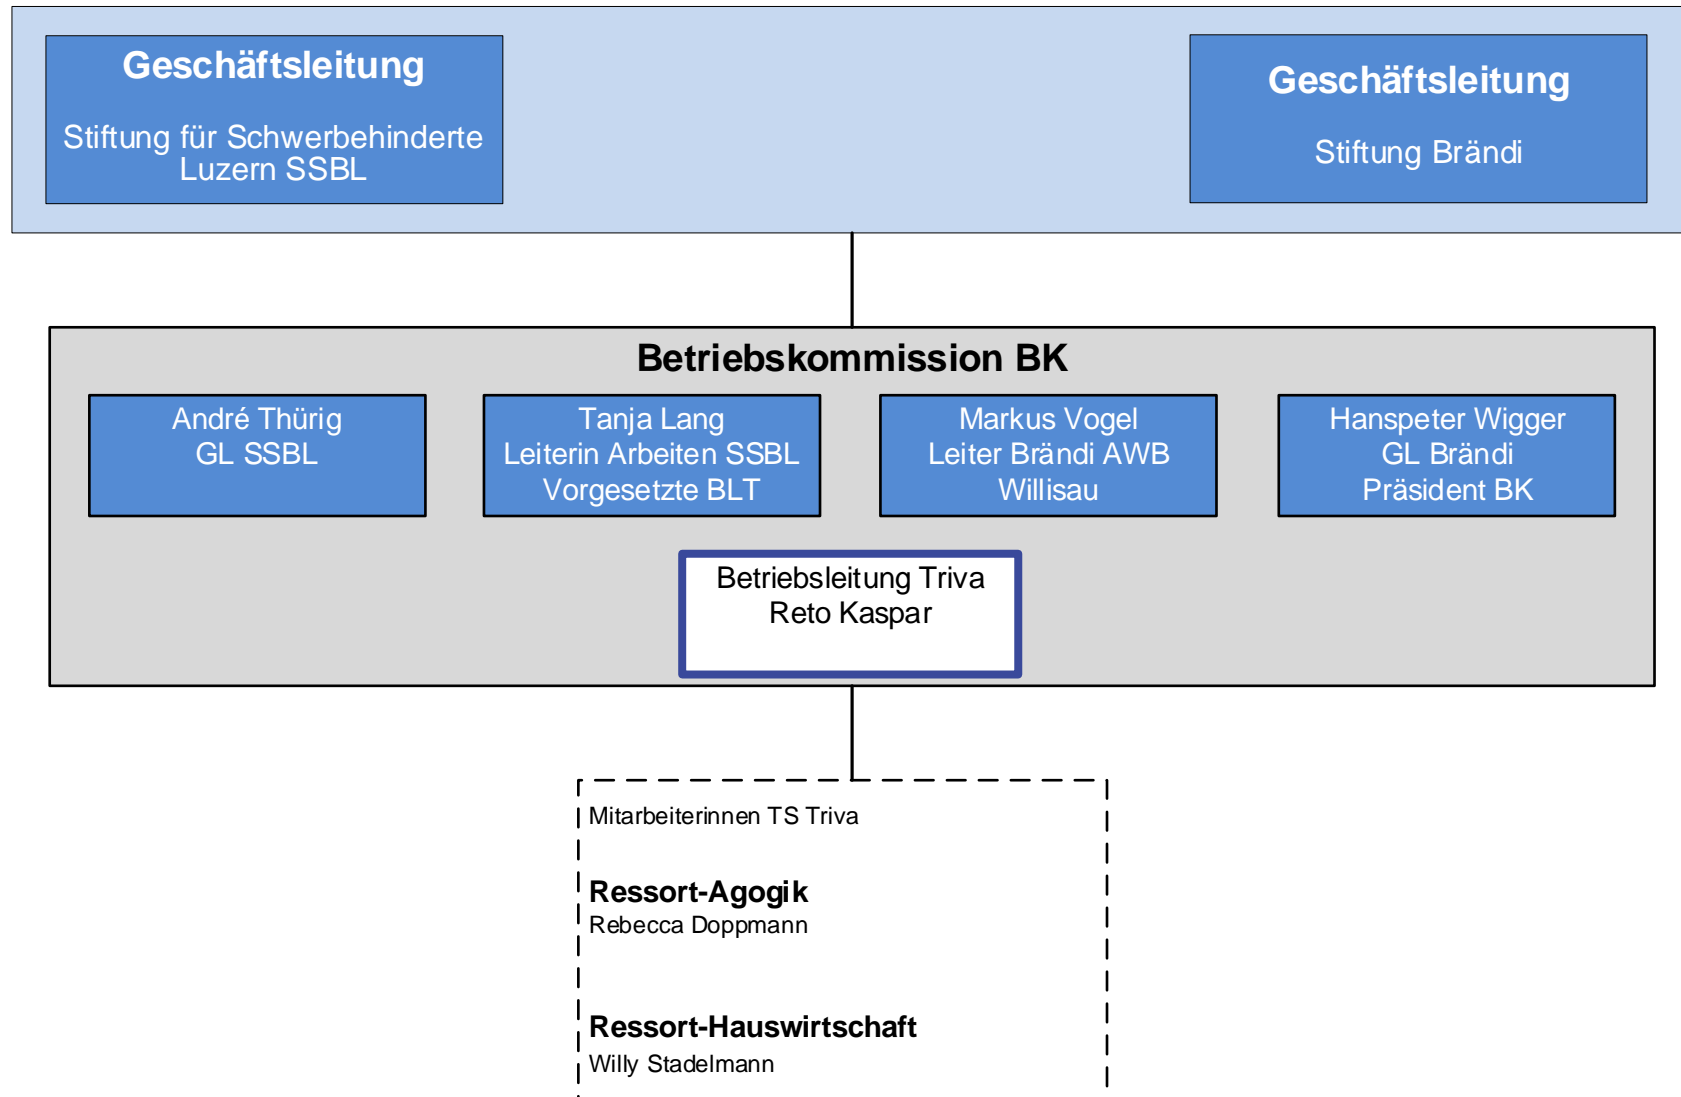 Geschäftsleitung
Stiftung für Schwerbehinderte
Luzern SSBL
Geschäftsleitung
Stiftung Brändi
Betriebskommission BK
André Thürig
GL SSBL
Tanja Lang
Leiterin Arbeiten SSBL
Vorgesetzte BLT
Markus Vogel
Leiter Brändi AWB
Willisau
Hanspeter Wigger
GL Brändi
Präsident BK
Betriebsleitung Triva
Reto Kaspar
Mitarbeiterinnen TS Triva
Ressort-Agogik
Rebecca Doppmann
Ressort-Hauswirtschaft
Willy Stadelmann